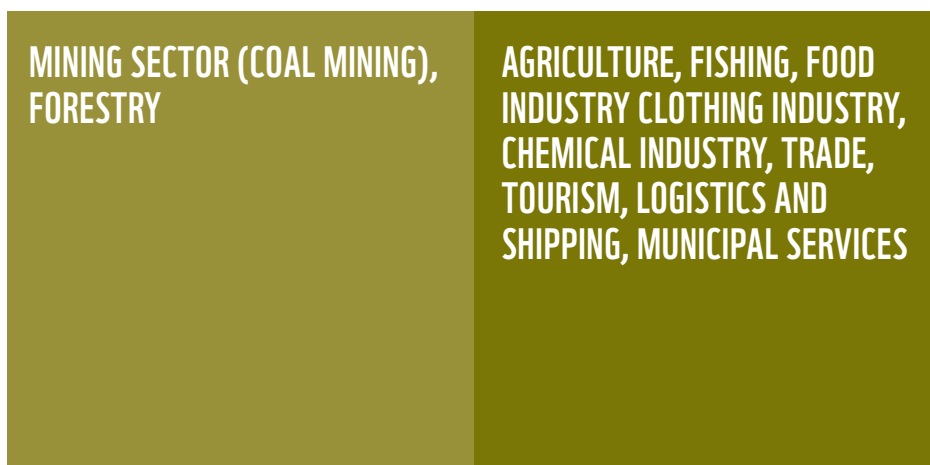 MINING SECTOR (COAL MINING),
FORESTRY
AGRICULTURE, FISHING, FOOD
INDUSTRY CLOTHING INDUSTRY,
CHEMICAL INDUSTRY, TRADE,
TOURISM, LOGISTICS AND
SHIPPING, MUNICIPAL SERVICES